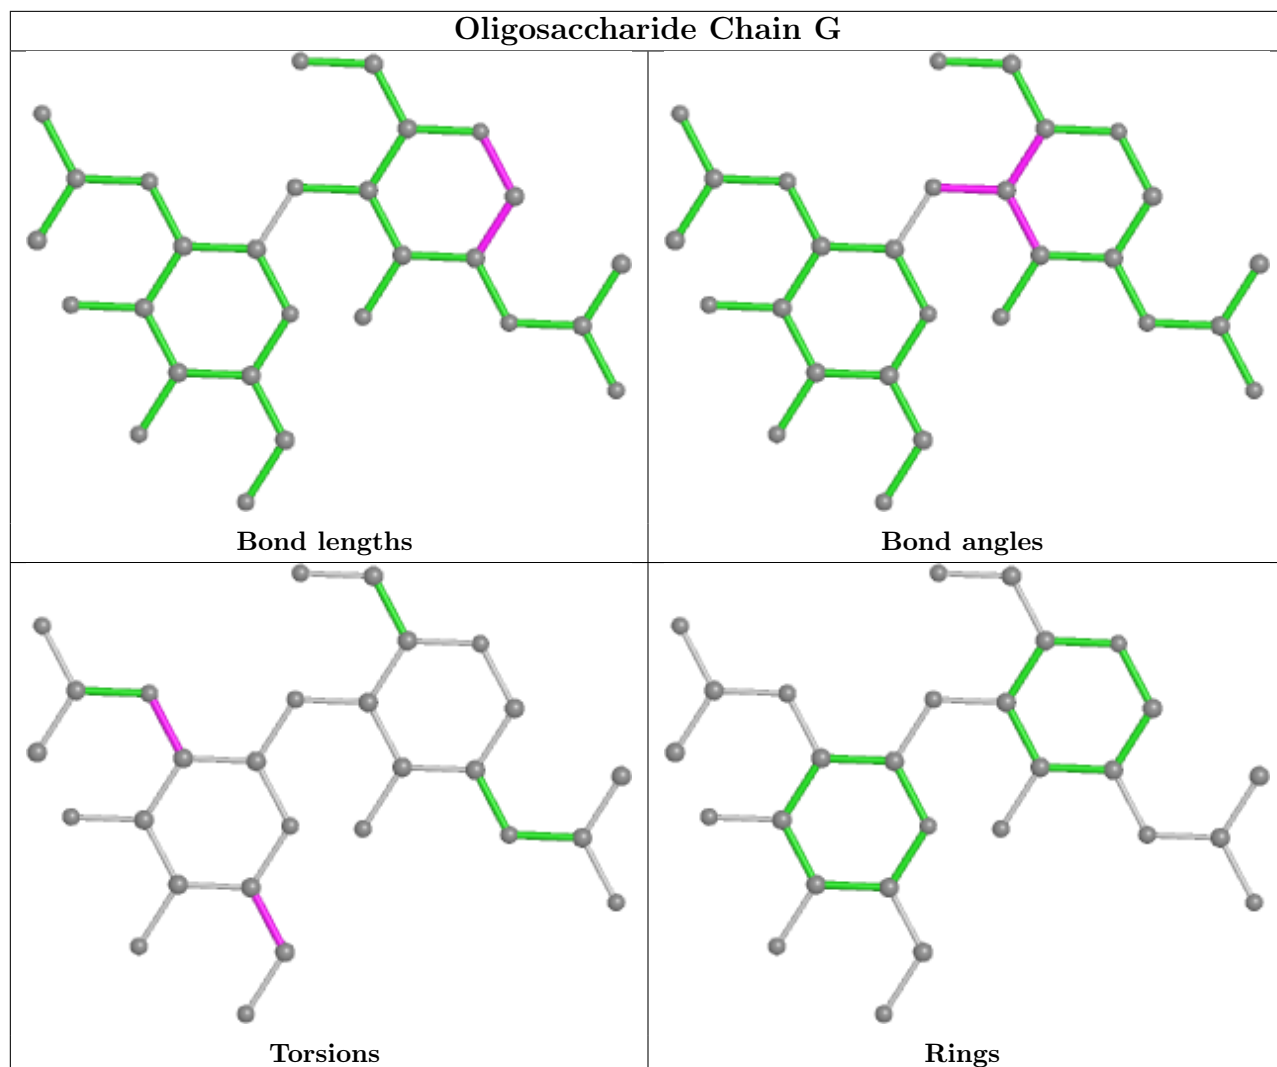 Oligosaccharide Chain G
Bond lengths
Bond angles
Torsions
Rings